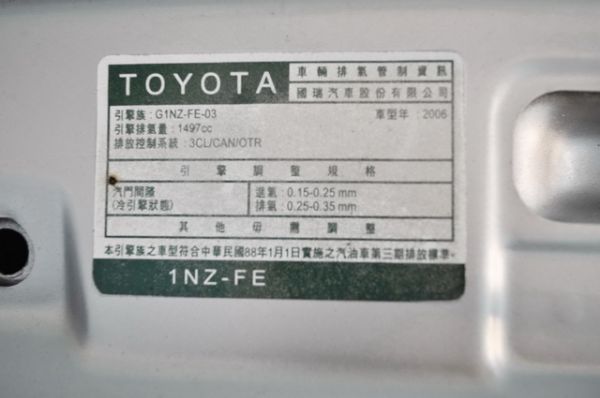 TOYOTA
車輛排氣管制資訊
國瑞汽車股份有限公司
引擎族：G1NZ-FE-03 車型年：2006
引擎排氣量：1497cc
排放控制系統：3CL/CAN/OTR
引擎調整規格
汽門間隙 進氣：0.15-0.25 mm
(冷引擎狀態) 排氣：0.25-0.35 mm
其他毋需調整
本引擎族之車型符合中華民國88年1月1日實施之汽油車第三期排放標準。
1NZ-FE